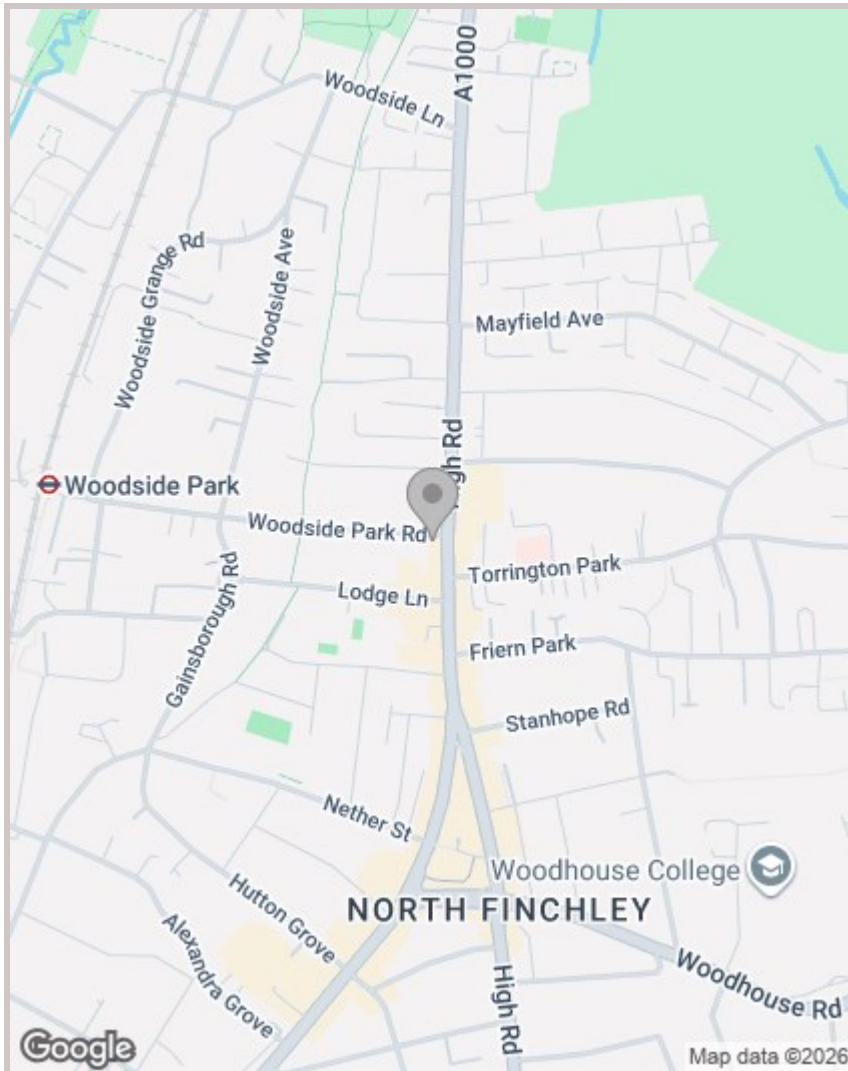 A1000
Woodside Ln
Woodside Grange Rd
Woodside Ave
Mayfield Ave
High Rd
Woodside Park
Woodside Park Rd
Torrington Park
Lodge Ln
Gainsborough Rd
Friern Park
Stanhope Rd
Nether St
Woodhouse College
Hutton Grove
NORTH FINCHLEY
Alexandra Grove
High Rd
Woodhouse Rd
Google
Map data ©2026